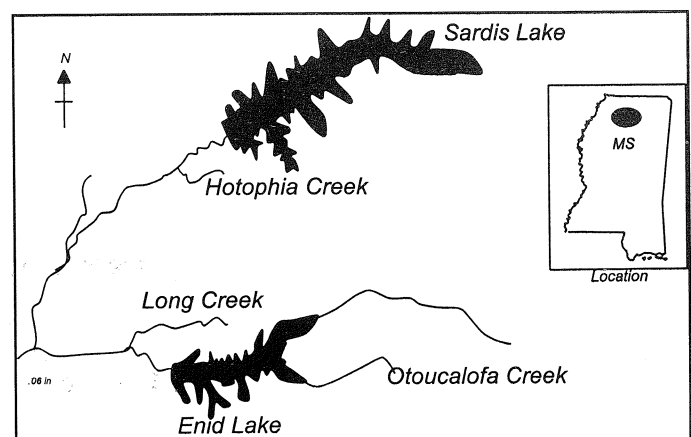 Sardis Lake
N
MS
Hotophia Creek
Location
Long Creek
.06 in
Otoucalofa Creek
Enid Lake